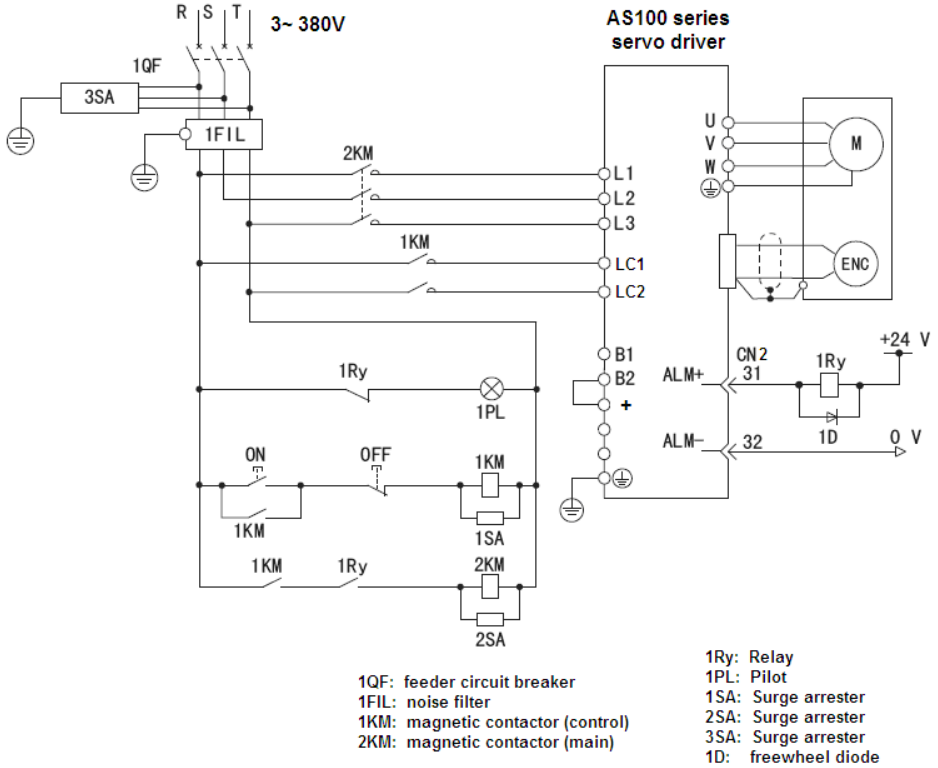 R S T
3~ 380V
AS100 series
servo driver
1QF
3SA
1FIL
2KM
L1
L2
L3
1KM
LC1
LC2
U
V
W
M
ENC
B1
B2
+
1Ry
1PL
ALM+
CN2
31
1Ry
+24 V
1D
ALM-
32
0 V
ON
OFF
1KM
1KM
1SA
1KM
1Ry
2KM
2SA
1QF: feeder circuit breaker
1FIL: noise filter
1KM: magnetic contactor (control)
2KM: magnetic contactor (main)
1Ry: Relay
1PL: Pilot
1SA: Surge arrester
2SA: Surge arrester
3SA: Surge arrester
1D: freewheel diode